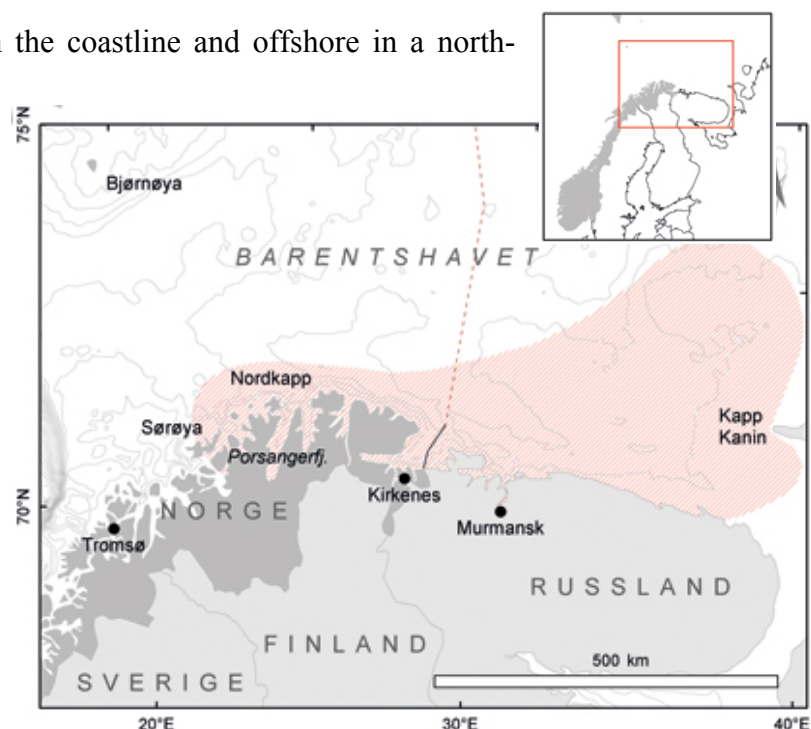 the coastline and offshore in a north-
75°N
Bjørnøya
BARENTSHAVET
Nordkapp
Sørøya
Kapp
Kanin
Porsangerfj.
Kirkenes
70°N
NORGE
Murmansk
Tromsø
RUSSLAND
FINLAND
500 km
SVERIGE
20°E
30°E
40°E